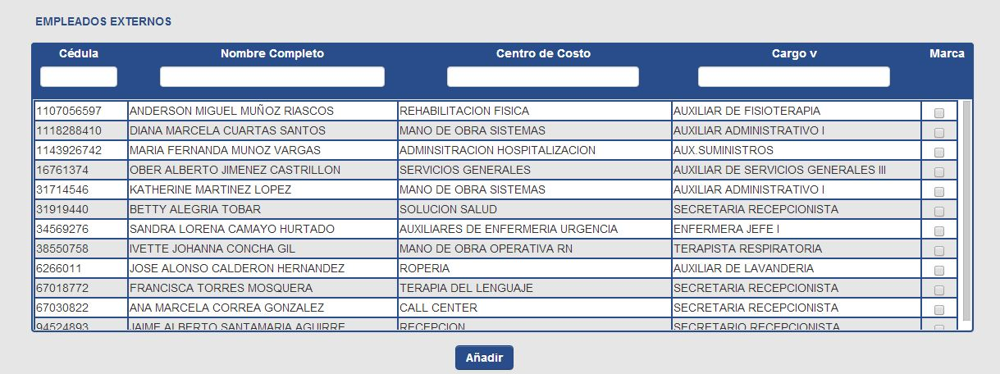 EMPLEADOS EXTERNOS
Cédula Nombre Completo Centro de Costo Cargo v Marca
1107056597 ANDERSON MIGUEL MUÑOZ RIASCOS REHABILITACION FISICA AUXILIAR DE FISIOTERAPIA
1118288410 DIANA MARCELA CUARTAS SANTOS MANO DE OBRA SISTEMAS AUXILIAR ADMINISTRATIVO I
1143926742 MARIA FERNANDA MUNOZ VARGAS ADMINSITRACION HOSPITALIZACION AUX.SUMINISTROS
16761374 OBER ALBERTO JIMENEZ CASTRILLON SERVICIOS GENERALES AUXILIAR DE SERVICIOS GENERALES III
31714546 KATHERINE MARTINEZ LOPEZ MANO DE OBRA SISTEMAS AUXILIAR ADMINISTRATIVO I
31919440 BETTY ALEGRIA TOBAR SOLUCION SALUD SECRETARIA RECEPCIONISTA
34569276 SANDRA LORENA CAMAYO HURTADO AUXILIARES DE ENFERMERIA URGENCIA ENFERMERA JEFE I
38550758 IVETTE JOHANNA CONCHA GIL MANO DE OBRA OPERATIVA RN TERAPISTA RESPIRATORIA
6266011 JOSE ALONSO CALDERON HERNANDEZ ROPERIA AUXILIAR DE LAVANDERIA
67018772 FRANCISCA TORRES MOSQUERA TERAPIA DEL LENGUAJE SECRETARIA RECEPCIONISTA
67030822 ANA MARCELA CORREA GONZALEZ CALL CENTER SECRETARIA RECEPCIONISTA
94524893 JAIME ALBERTO SANTAMARIA AGUIRRE RECEPCION SECRETARIO RECEPCIONISTA
Añadir